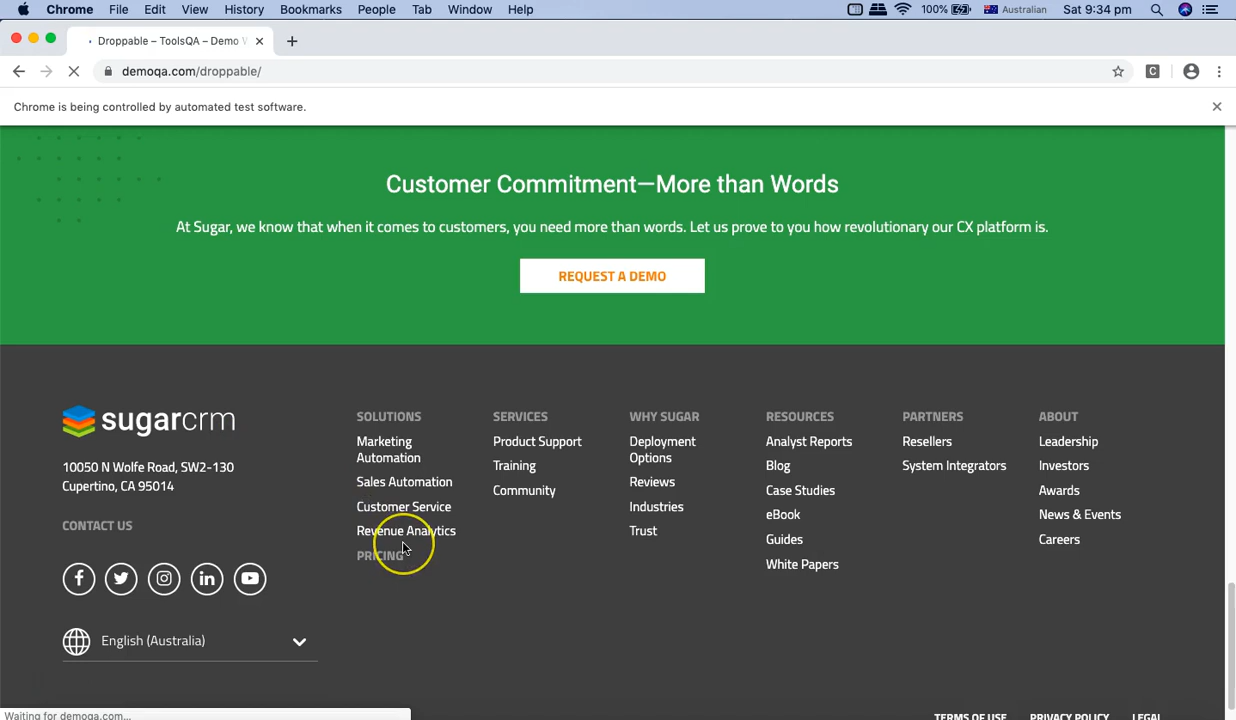 Chrome File Edit View History Bookmarks People Tab Window Help 100% Australian Sat 9:34 pm
Droppable – ToolsQA – Demo
demoqa.com/droppable/
Chrome is being controlled by automated test software.
Customer Commitment—More than Words
At Sugar, we know that when it comes to customers, you need more than words. Let us prove to you how revolutionary our CX platform is.
REQUEST A DEMO
sugarcrm
10050 N Wolfe Road, SW2-130
Cupertino, CA 95014
CONTACT US
English (Australia)
SOLUTIONS
Marketing
Automation
Sales Automation
Customer Service
Revenue Analytics
PRICING
SERVICES
Product Support
Training
Community
WHY SUGAR
Deployment
Options
Reviews
Industries
Trust
RESOURCES
Analyst Reports
Blog
Case Studies
eBook
Guides
White Papers
PARTNERS
Resellers
System Integrators
ABOUT
Leadership
Investors
Awards
News & Events
Careers
Waiting for demoqa.com...
TERMS OF USE PRIVACY POLICY LEGAL